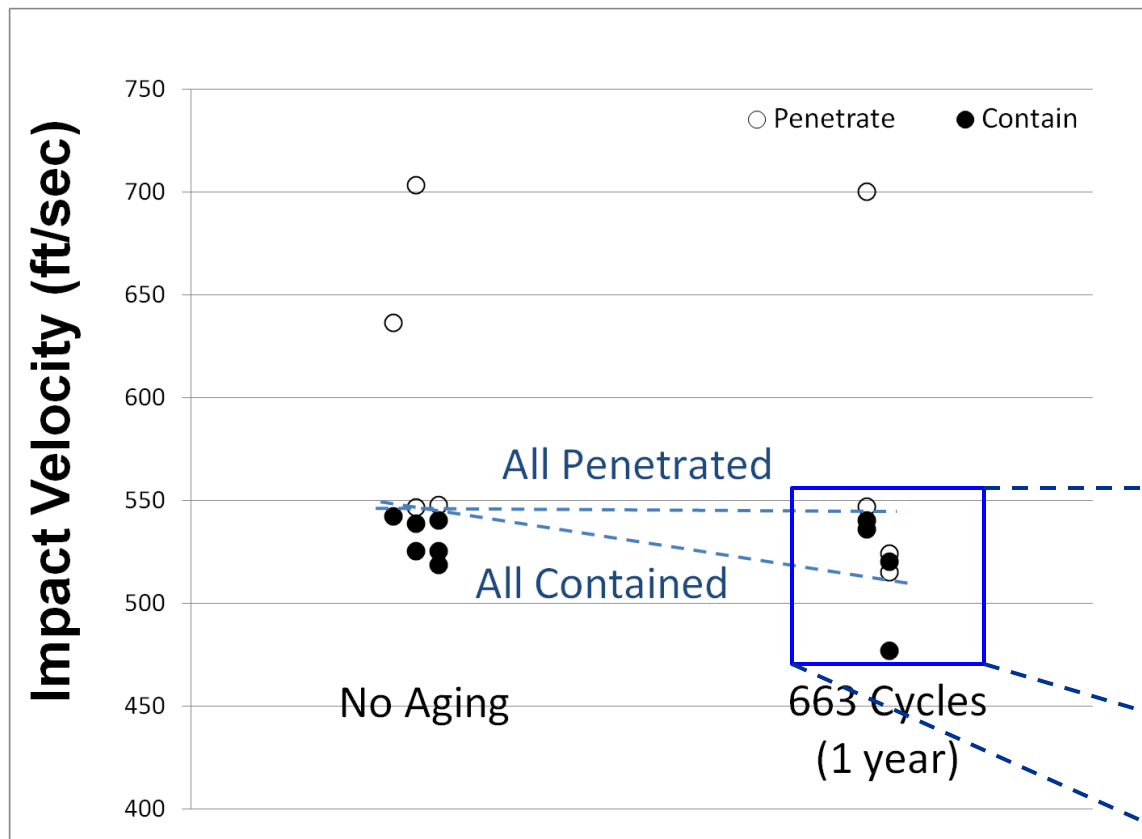 Impact Velocity (ft/sec)
750
700
650
600
550
500
450
400
Penetrate
Contain
All Penetrated
All Contained
No Aging
663 Cycles
(1 year)